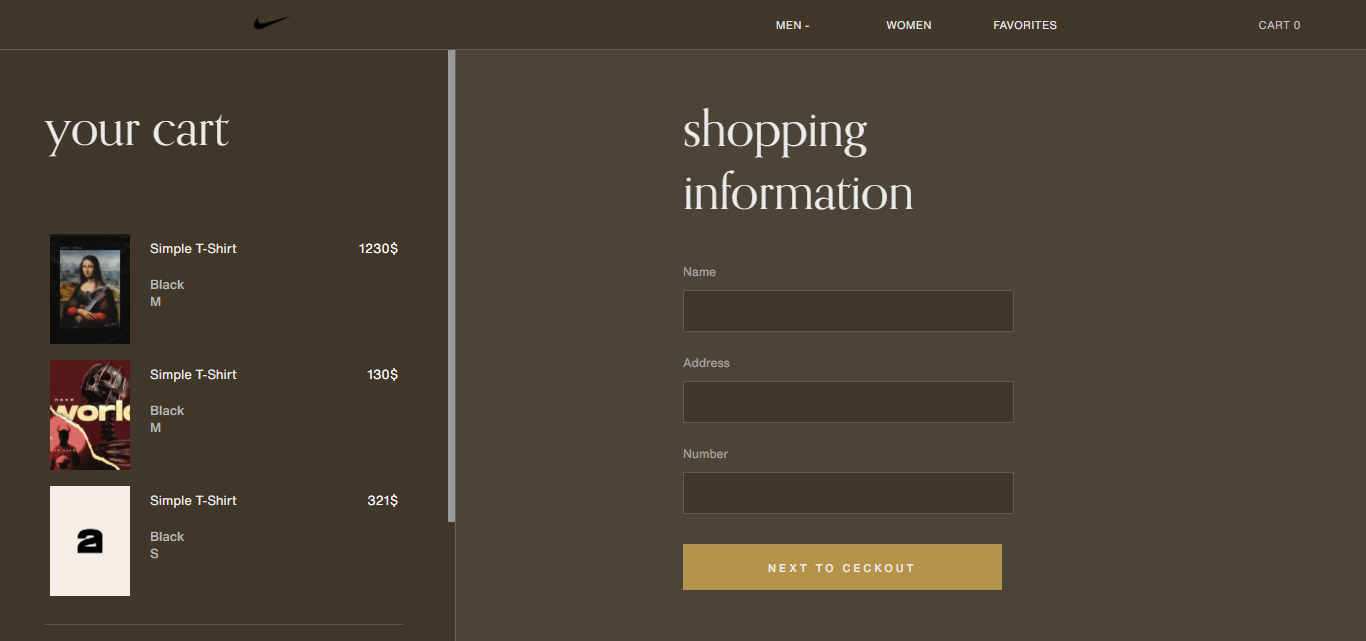 MEN -
WOMEN
FAVORITES
CART 0
your cart
Simple T-Shirt
1230$
Black
M
worl
Simple T-Shirt
130$
Black
M
a
Simple T-Shirt
321$
Black
S
shopping
information
Name
Address
Number
NEXT TO CECKOUT